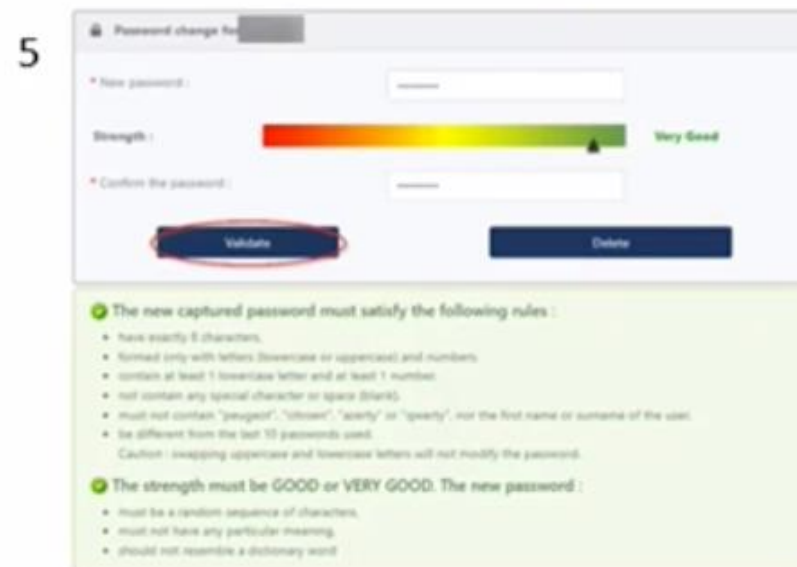 5
Password change for
* New password :
Strength :
Very Good
* Confirm the password :
Validate
Delete
The new captured password must satisfy the following rules :
have exactly 8 characters,
formed only with letters (lowercase or uppercase) and numbers.
contain at least 1 lowercase letter and at least 1 number.
not contain any special character or space (blank).
must not contain "peugeot", "citroen", "azerty" or "qwerty", nor the first name or surname of the user.
be different from the last 10 passwords used.
Caution : swapping uppercase and lowercase letters will not modify the password.
The strength must be GOOD or VERY GOOD. The new password :
must be a random sequence of characters,
must not have any particular meaning,
should not resemble a dictionary word